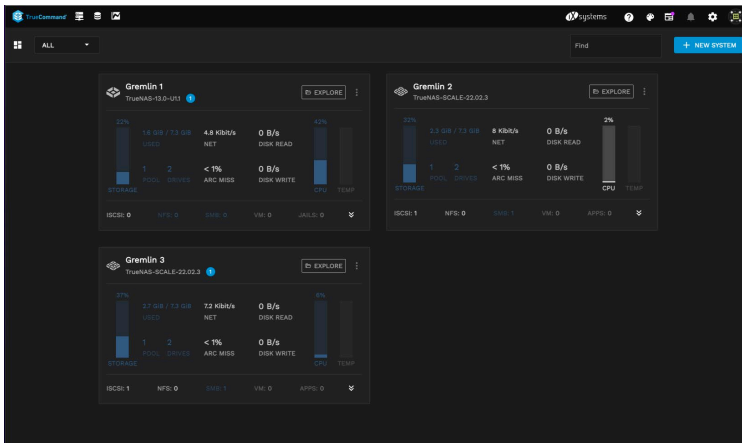 TrueCommand
iXsystems
ALL
Find
+ NEW SYSTEM
Gremlin 1
TrueNAS-13.0-U1.1 1
EXPLORE
22%
1.6 GiB / 7.3 GiB
USED
4.8 Kibit/s
NET
0 B/s
DISK READ
42%
1
POOL
2
DRIVES
< 1%
ARC MISS
0 B/s
DISK WRITE
STORAGE
CPU
TEMP
ISCSI: 0
NFS: 0
SMB: 0
VM: 0
JAILS: 0
Gremlin 2
TrueNAS-SCALE-22.02.3
EXPLORE
32%
2.3 GiB / 7.3 GiB
USED
8 Kibit/s
NET
0 B/s
DISK READ
2%
1
POOL
2
DRIVES
< 1%
ARC MISS
0 B/s
DISK WRITE
STORAGE
CPU
TEMP
ISCSI: 1
NFS: 0
SMB: 1
VM: 0
APPS: 0
Gremlin 3
TrueNAS-SCALE-22.02.3 1
EXPLORE
37%
2.7 GiB / 7.3 GiB
USED
7.2 Kibit/s
NET
0 B/s
DISK READ
5%
1
POOL
2
DRIVES
< 1%
ARC MISS
0 B/s
DISK WRITE
STORAGE
CPU
TEMP
ISCSI: 1
NFS: 0
SMB: 1
VM: 0
APPS: 0